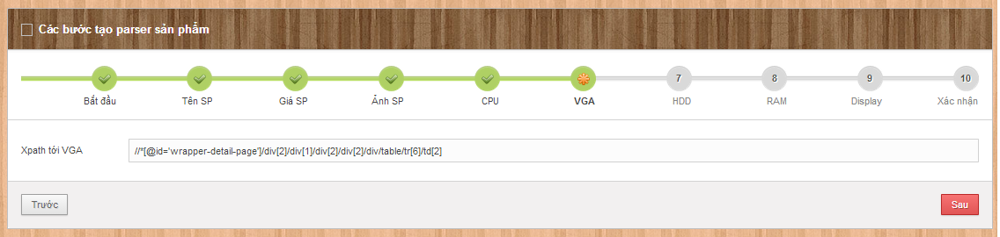 Các bước tạo parser sản phẩm
7 8 9 10
Bắt đầu Tên SP Giá SP Ảnh SP CPU VGA HDD RAM Display Xác nhận
Xpath tới VGA //*[@id='wrapper-detail-page']/div[2]/div[1]/div[2]/div[2]/div/table/tr[6]/td[2]
Trước Sau